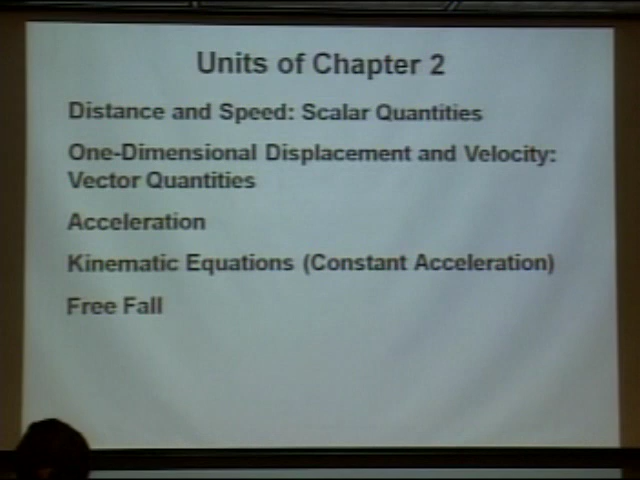 Units of Chapter 2
Distance and Speed: Scalar Quantities
One-Dimensional Displacement and Velocity:
Vector Quantities
Acceleration
Kinematic Equations (Constant Acceleration)
Free Fall